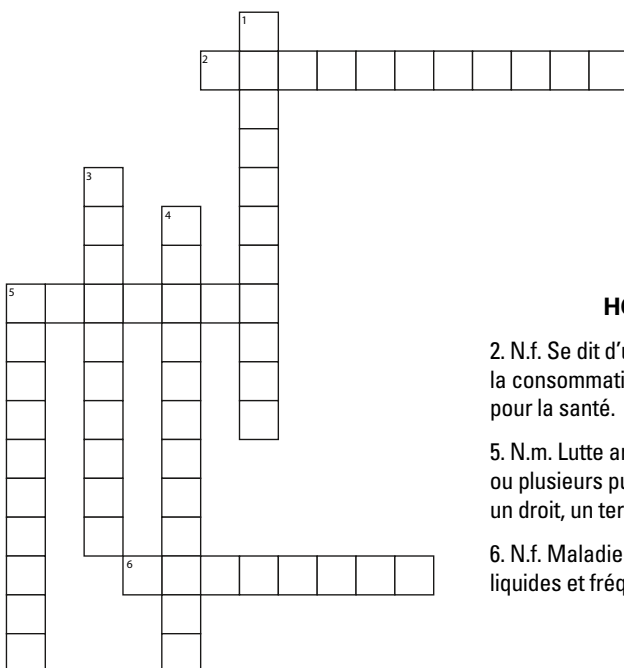 1
2
3
4
5
HO
2. N.f. Se dit d'u
la consommati
pour la santé.
5. N.m. Lutte ar
ou plusieurs pu
un droit, un ter
6. N.f. Maladie
liquides et fréq
6